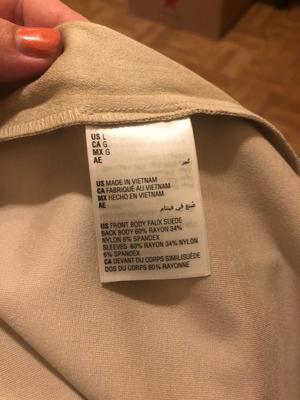 US L
CA G
MX G
AE كبير
US MADE IN VIETNAM
CA FABRIQUÉ AU VIETNAM
MX HECHO EN VIETNAM
AE صنع في فيتنام
US FRONT BODY FAUX SUEDE
BACK BODY 60% RAYON 34%
NYLON 6% SPANDEX
SLEEVES 60% RAYON 34% NYLON
6% SPANDEX
CA DEVANT DU CORPS SIMILISUÈDE
DOS DU CORPS 60% RAYONNE